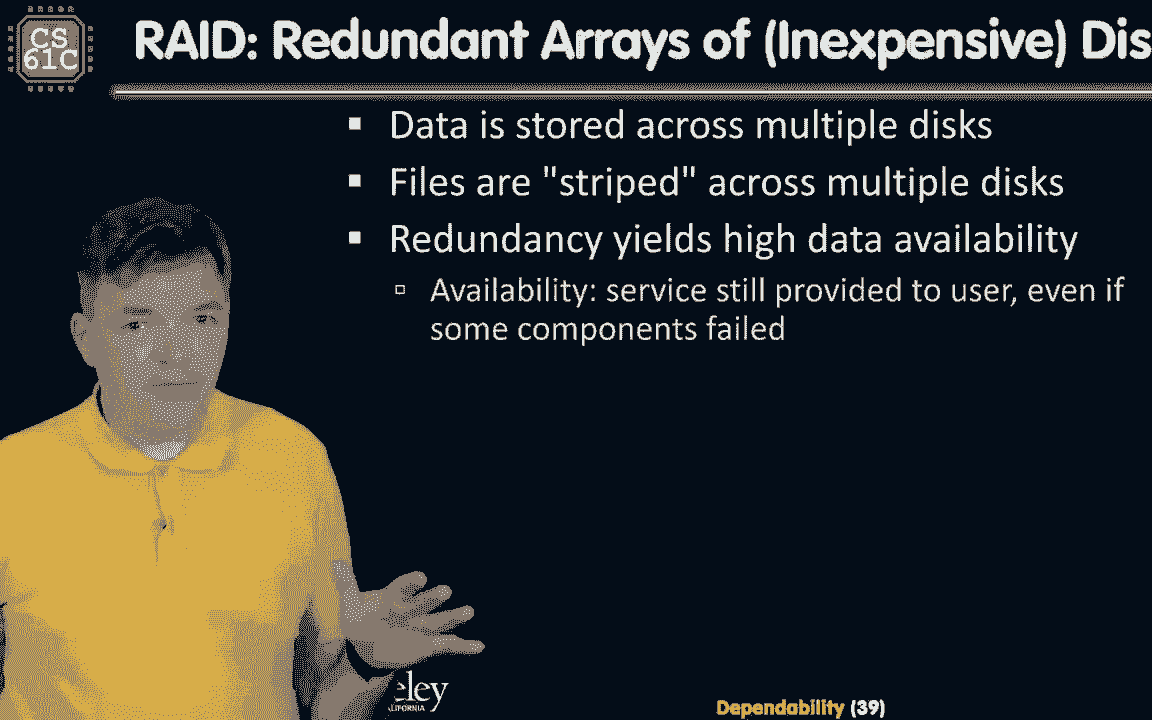 CS
61C
RAID: Redundant Arrays of (Inexpensive) Dis
Data is stored across multiple disks
Files are "striped" across multiple disks
Redundancy yields high data availability
Availability: service still provided to user, even if
some components failed
eley
LIFORNIA
Dependability (39)